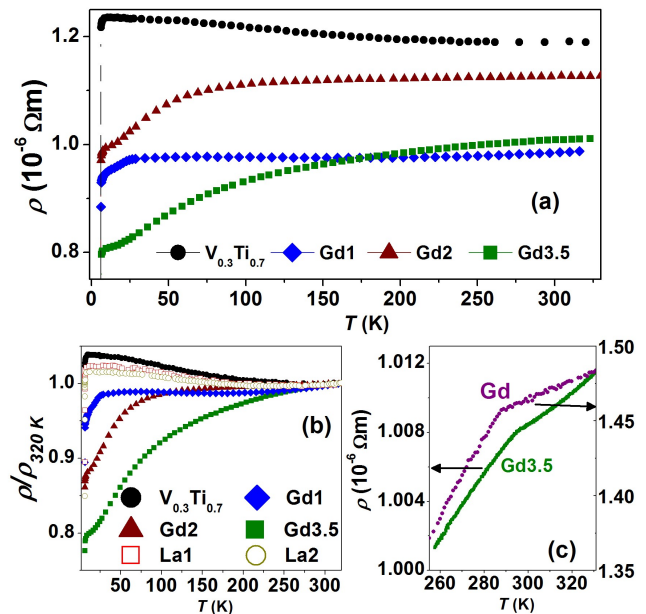 1.2
1.0
0.8
ρ (10⁻⁶ Ωm)
(a)
V₀.₃Ti₀.₇ Gd1 Gd2 Gd3.5
0 50 100 150 200 250 300
T (K)
1.0
0.9
0.8
ρ/ρ₃₂₀ K
(b)
V₀.₃Ti₀.₇ Gd1
Gd2 Gd3.5
La1 La2
50 100 150 200 250 300
T (K)
1.012
1.008
1.004
1.000
ρ (10⁻⁶ Ωm)
Gd
Gd3.5
(c)
1.50
1.45
1.40
1.35
260 280 300 320
T (K)